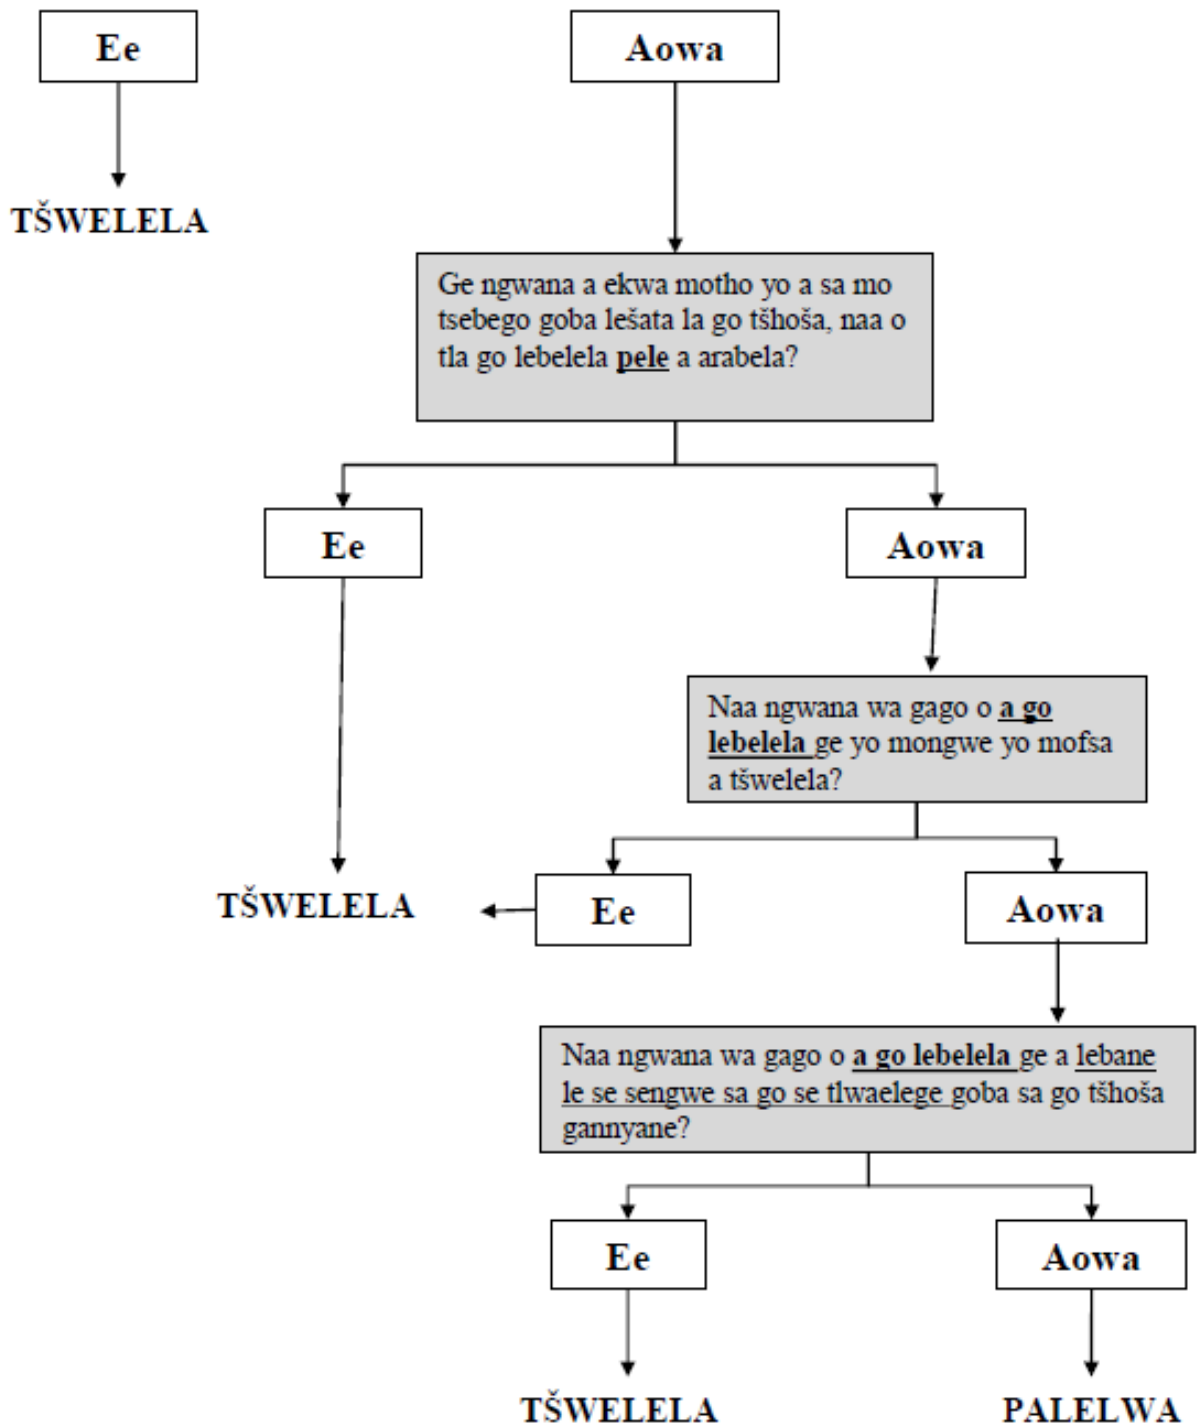 Ee
Aowa
TŠWELELA
Ge ngwana a ekwa motho yo a sa mo
tsebego goba lešata la go tšhoša, naa o
tla go lebelela pele a arabela?
Ee
Aowa
Naa ngwana wa gago o a go
lebelela ge yo mongwe yo mofsa
a tšwelela?
TŠWELELA
Ee
Aowa
Naa ngwana wa gago o a go lebelela ge a lebane
le se sengwe sa go se tlwaelege goba sa go tšhoša
gannyane?
Ee
Aowa
TŠWELELA
PALELWA